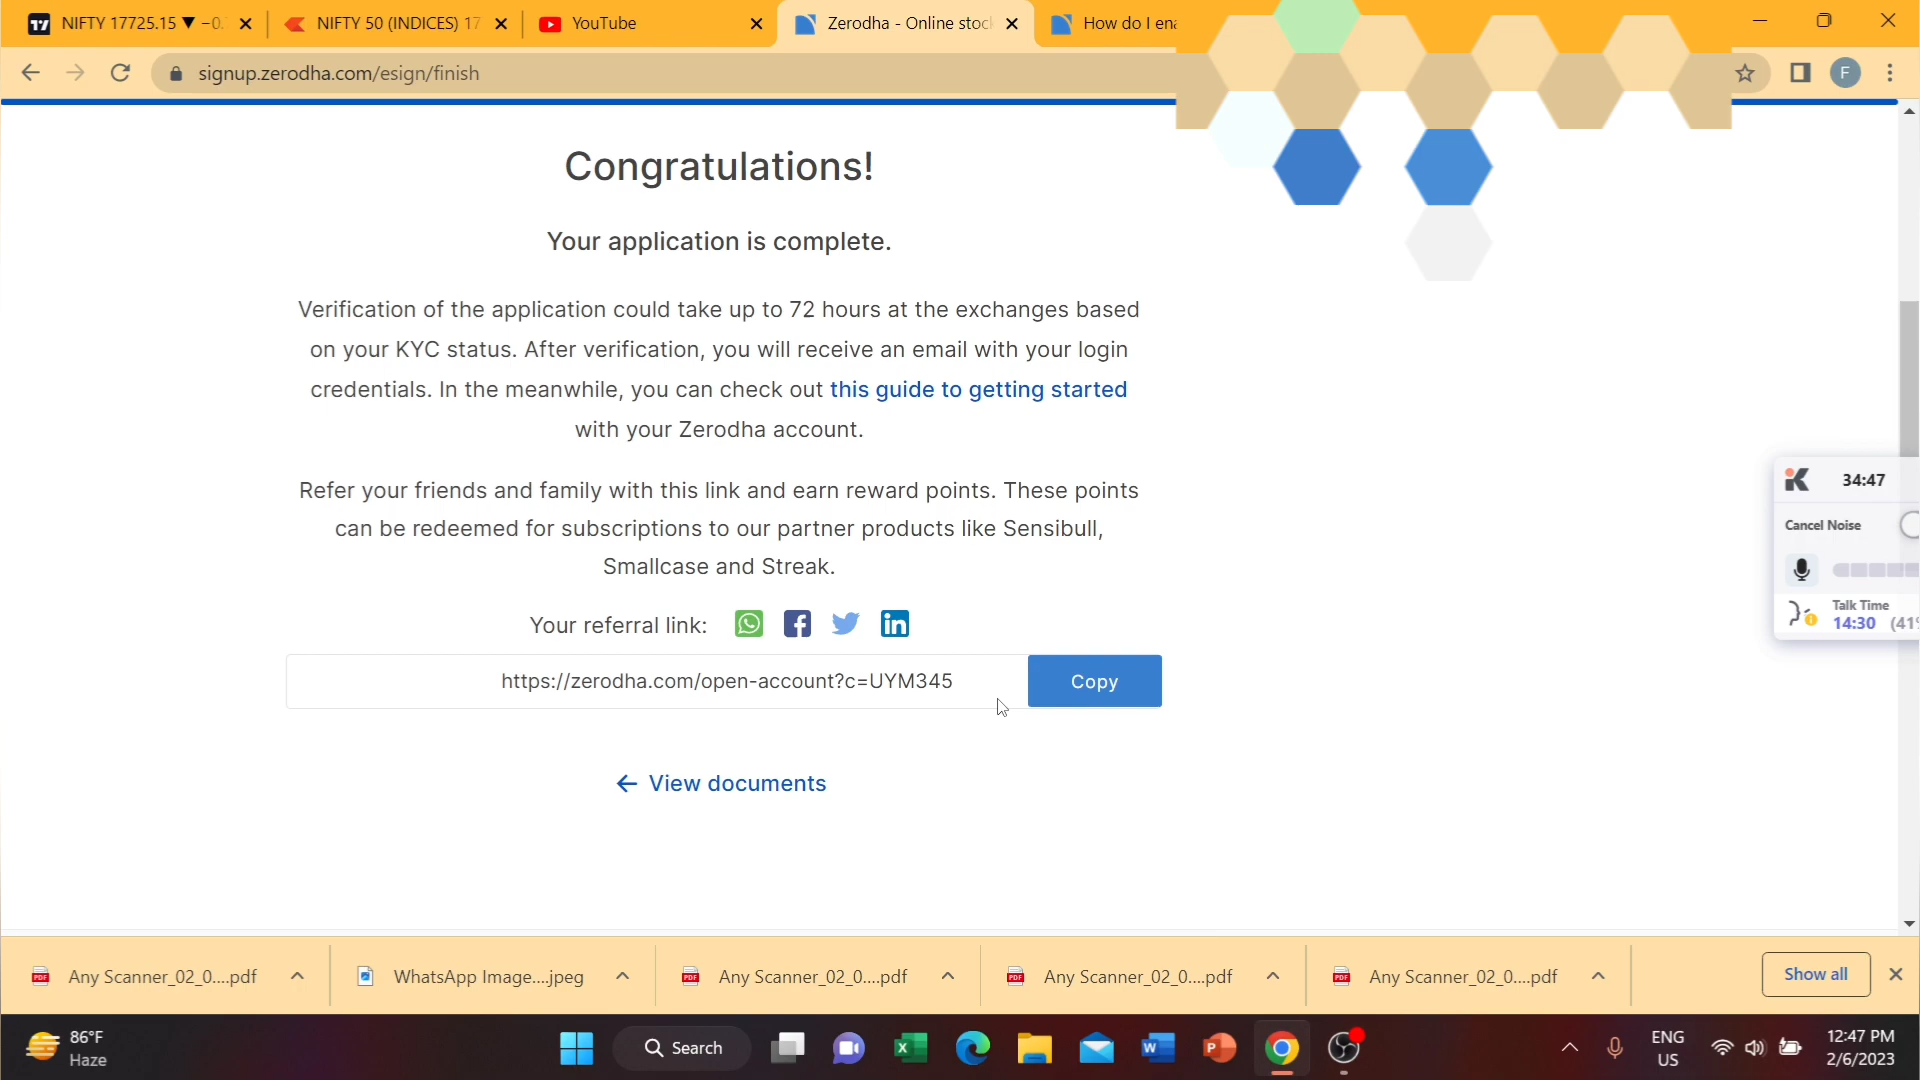 NIFTY 17725.15 ▼ −0.
NIFTY 50 (INDICES) 17
YouTube
Zerodha - Online stoc
How do I ena
signup.zerodha.com/esign/finish
F
Congratulations!
Your application is complete.
Verification of the application could take up to 72 hours at the exchanges based
on your KYC status. After verification, you will receive an email with your login
credentials. In the meanwhile, you can check out this guide to getting started
with your Zerodha account.
Refer your friends and family with this link and earn reward points. These points
can be redeemed for subscriptions to our partner products like Sensibull,
Smallcase and Streak.
Your referral link:
https://zerodha.com/open-account?c=UYM345
Copy
← View documents
34:47
Cancel Noise
Talk Time
14:30 (41%
Any Scanner_02_0....pdf
WhatsApp Image....jpeg
Any Scanner_02_0....pdf
Any Scanner_02_0....pdf
Any Scanner_02_0....pdf
Show all
86°F
Haze
Search
ENG
US
12:47 PM
2/6/2023